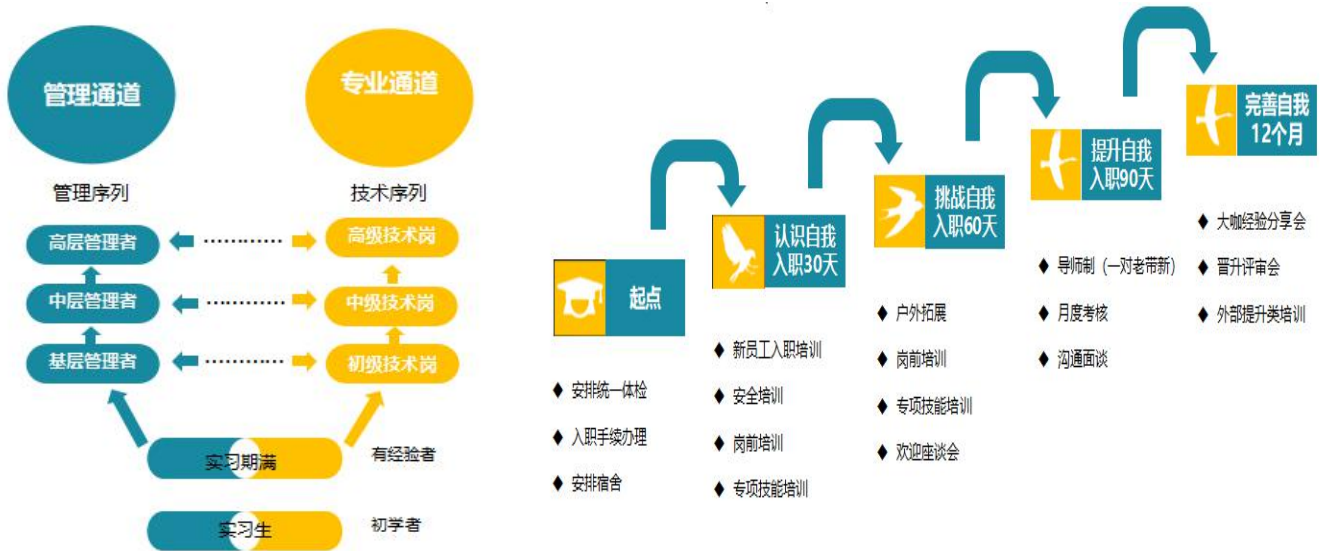 管理通道
专业通道
管理序列
技术序列
高层管理者
高级技术岗
中层管理者
中级技术岗
基层管理者
初级技术岗
实习期满
有经验者
实习生
初学者
起点
◆ 安排统一体检
◆ 入职手续办理
◆ 安排宿舍
认识自我
入职30天
◆ 新员工入职培训
◆ 安全培训
◆ 岗前培训
◆ 专项技能培训
挑战自我
入职60天
◆ 户外拓展
◆ 岗前培训
◆ 专项技能培训
◆ 欢迎座谈会
提升自我
入职90天
◆ 导师制（一对老带新）
◆ 月度考核
◆ 沟通面谈
完善自我
12个月
◆ 大咖经验分享会
◆ 晋升评审会
◆ 外部提升类培训